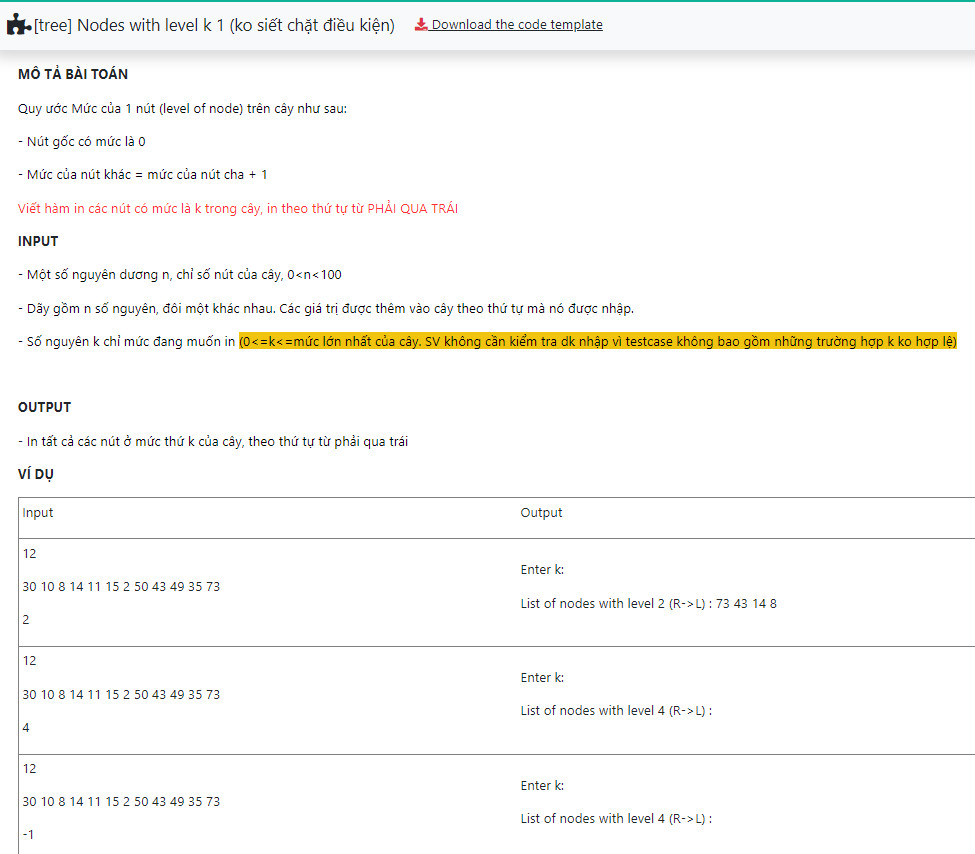 [tree] Nodes with level k 1 (ko siết chặt điều kiện) Download the code template
MÔ TẢ BÀI TOÁN
Quy ước Mức của 1 nút (level of node) trên cây như sau:
- Nút gốc có mức là 0
- Mức của nút khác = mức của nút cha + 1
Viết hàm in các nút có mức là k trong cây, in theo thứ tự từ PHẢI QUA TRÁI
INPUT
- Một số nguyên dương n, chỉ số nút của cây, 0<n<100
- Dãy gồm n số nguyên, đôi một khác nhau. Các giá trị được thêm vào cây theo thứ tự mà nó được nhập.
- Số nguyên k chỉ mức đang muốn in (0<=k<=mức lớn nhất của cây. SV không cần kiểm tra dk nhập vì testcase không bao gồm những trường hợp k ko hợp lệ)
OUTPUT
- In tất cả các nút ở mức thứ k của cây, theo thứ tự từ phải qua trái
VÍ DỤ
Input Output
12
30 10 8 14 11 15 2 50 43 49 35 73
2
Enter k:
List of nodes with level 2 (R->L) : 73 43 14 8
12
30 10 8 14 11 15 2 50 43 49 35 73
4
Enter k:
List of nodes with level 4 (R->L) :
12
30 10 8 14 11 15 2 50 43 49 35 73
-1
Enter k:
List of nodes with level 4 (R->L) :